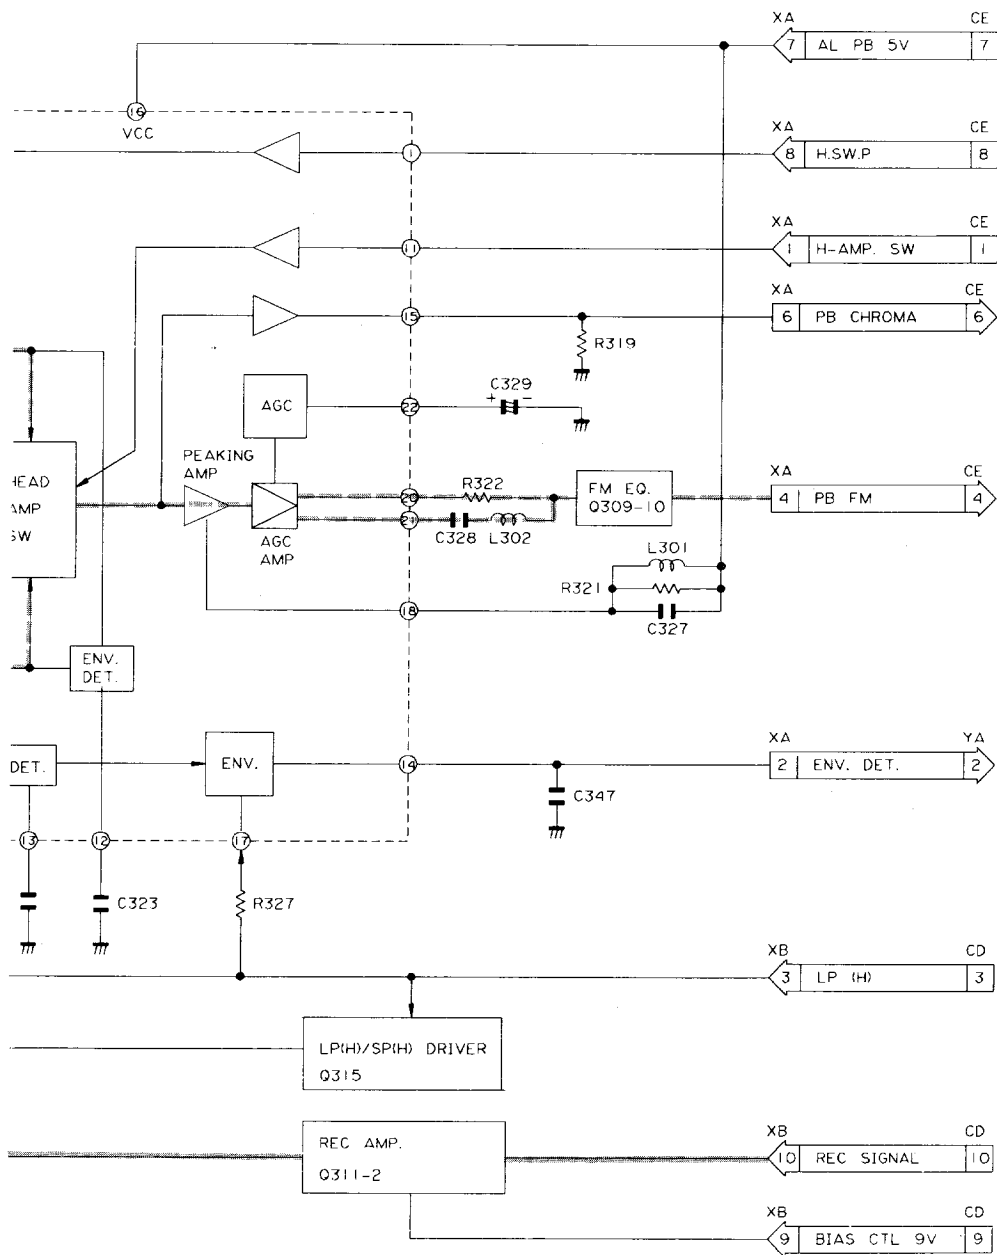 XA CE
7 AL PB 5V 7
16
VCC
XA CE
1 8 H.SW.P 8
XA CE
11 1 H-AMP. SW 1
XA CE
15 6 PB CHROMA 6
R319
C329
+ -
AGC 22
PEAKING
AMP
HEAD
AMP
SW
XA CE
20 R322 FM EQ.
Q309-10 4 PB FM 4
21 C328 L302
AGC
AMP
L301
R321
18 C327
ENV.
DET.
XA YA
DET. ENV. 14 2 ENV. DET. 2
C347
13 12 17
C323 R327
XB CD
3 LP (H) 3
LP(H)/SP(H) DRIVER
Q315
REC AMP.
Q311-2
XB CD
10 REC SIGNAL 10
XB CD
9 BIAS CTL 9V 9